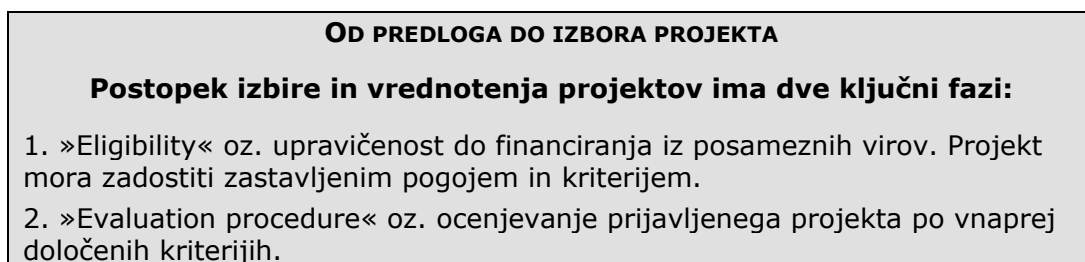 OD PREDLOGA DO IZBORA PROJEKTA
Postopek izbire in vrednotenja projektov ima dve ključni fazi:
1. »Eligibility« oz. upravičenost do financiranja iz posameznih virov. Projekt
mora zadostiti zastavljenim pogojem in kriterijem.
2. »Evaluation procedure« oz. ocenjevanje prijavljenega projekta po vnaprej
določenih kriterijih.